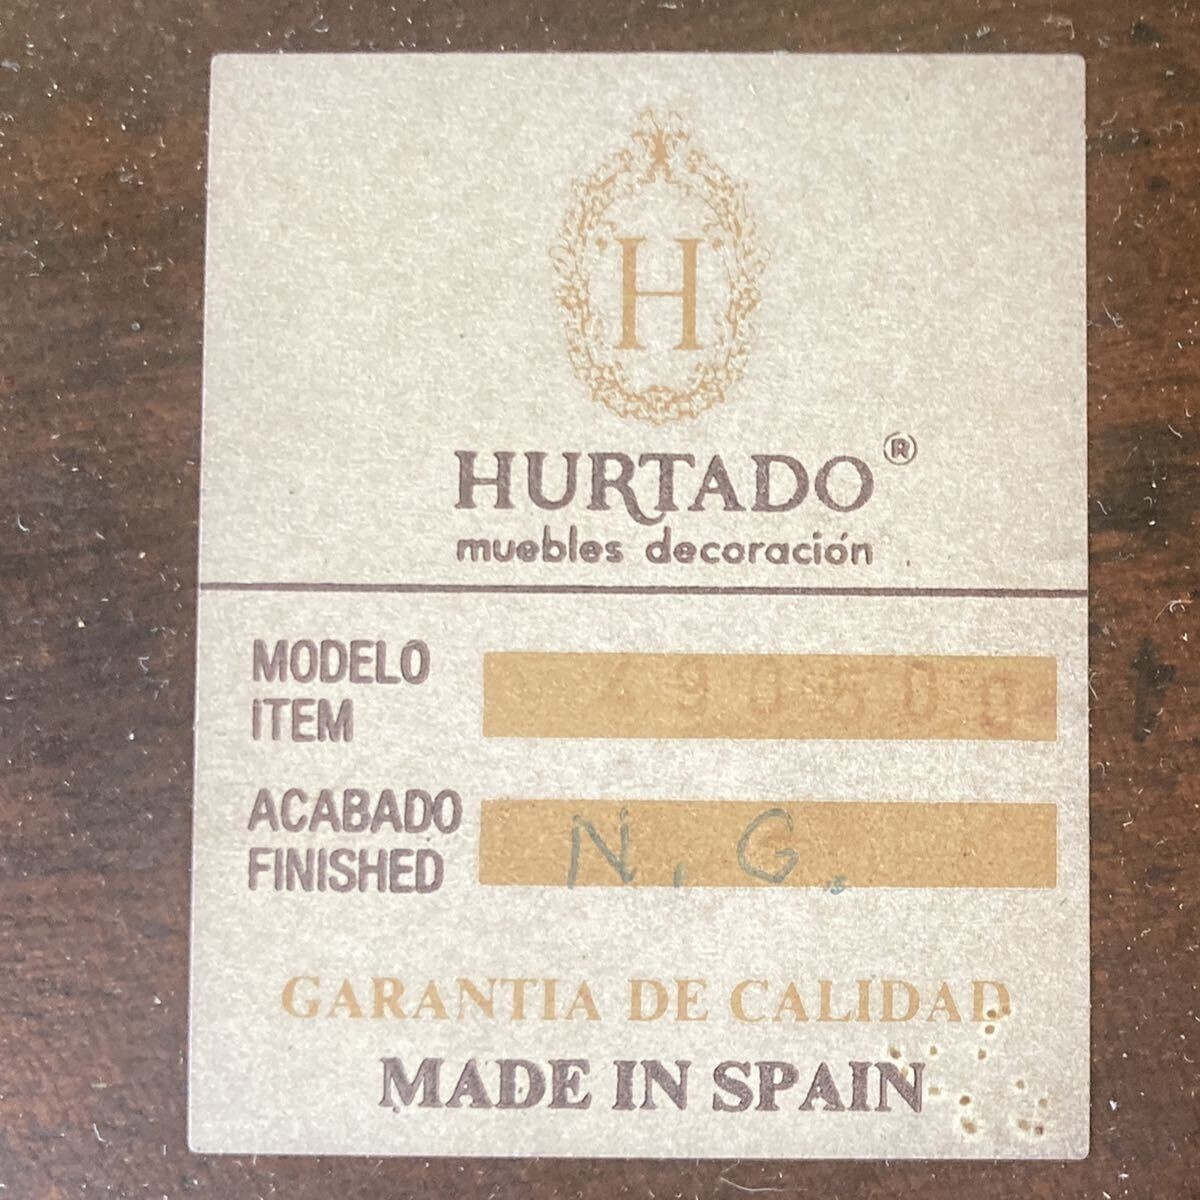 H
HURTADO®
muebles decoración
MODELO
ITEM
ACABADO
FINISHED
N. G.
GARANTIA DE CALIDAD
MADE IN SPAIN